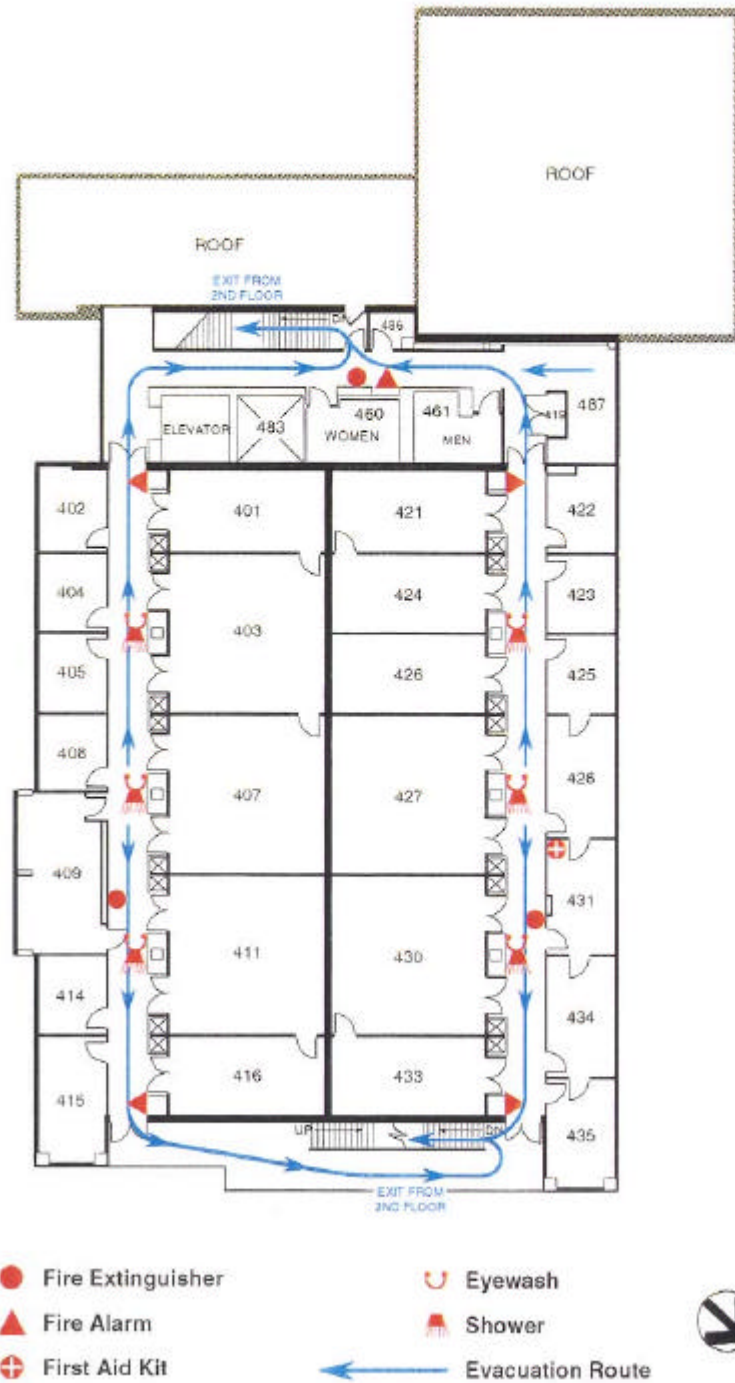 ROOF
ROOF
EXIT FROM
2ND FLOOR
DN
486
ELEVATOR
483
460
WOMEN
461
MEN
419
487
402
401
421
422
404
403
424
423
405
426
425
408
407
427
428
409
431
411
430
414
434
415
416
433
435
UP
DN
EXIT FROM
2ND FLOOR
Fire Extinguisher
Eyewash
Fire Alarm
Shower
First Aid Kit
Evacuation Route